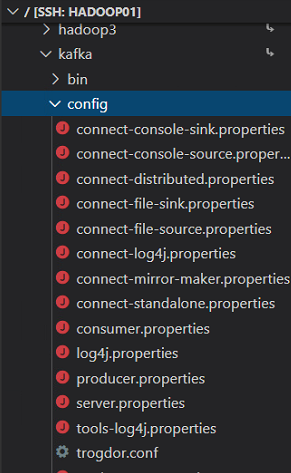 / [SSH: HADOOP01]
hadoop3
kafka
bin
config
connect-console-sink.properties
connect-console-source.proper...
connect-distributed.properties
connect-file-sink.properties
connect-file-source.properties
connect-log4j.properties
connect-mirror-maker.properties
connect-standalone.properties
consumer.properties
log4j.properties
producer.properties
server.properties
tools-log4j.properties
trogdor.conf